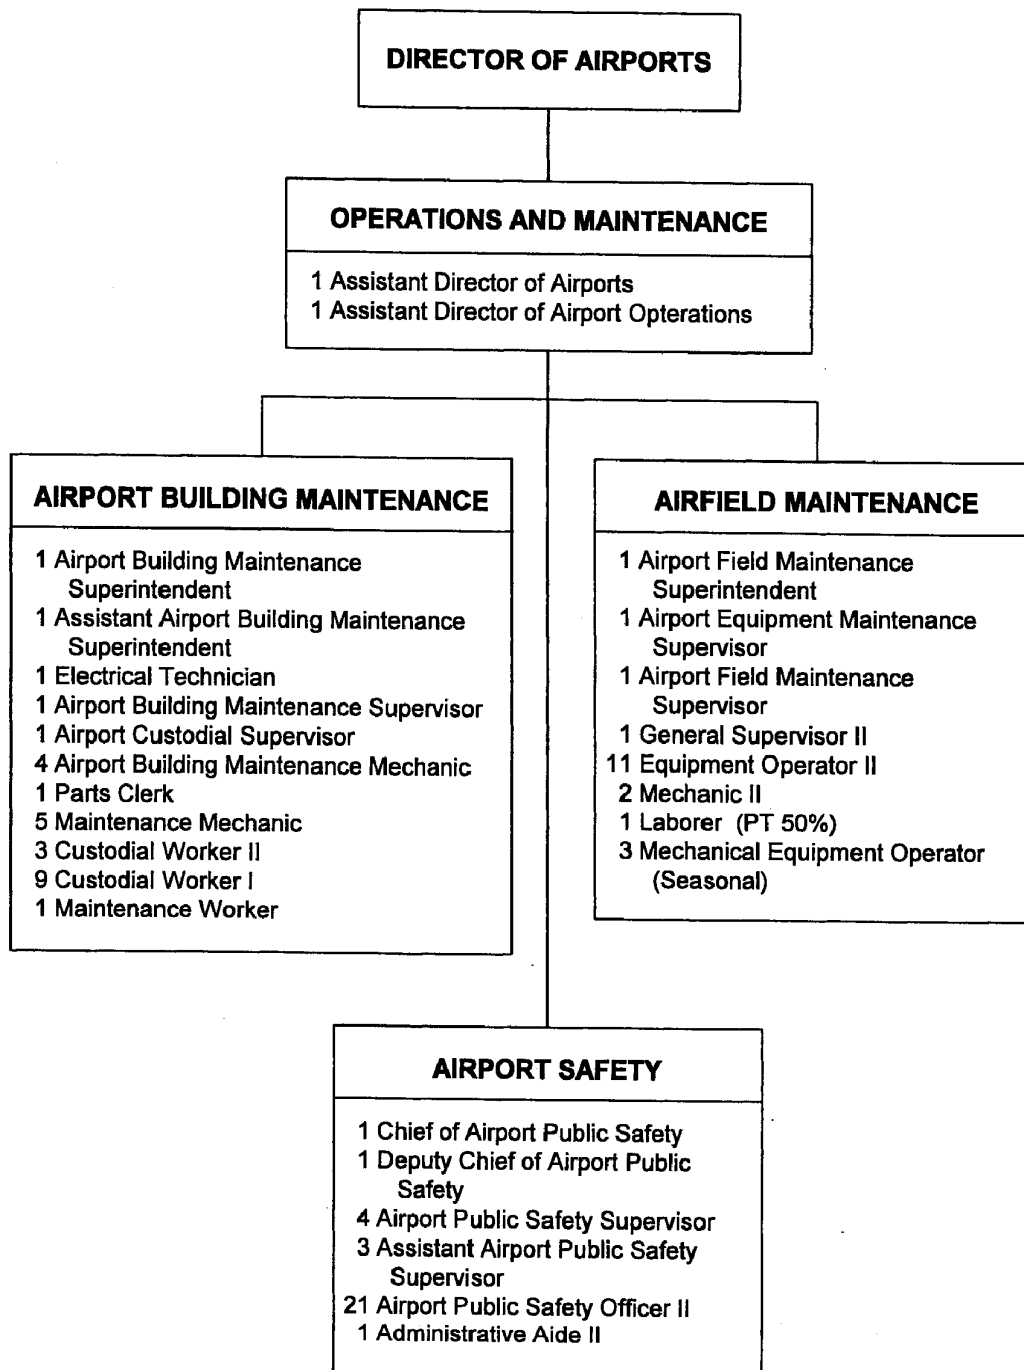 DIRECTOR OF AIRPORTS
OPERATIONS AND MAINTENANCE
1 Assistant Director of Airports
1 Assistant Director of Airport Opterations
AIRPORT BUILDING MAINTENANCE
1 Airport Building Maintenance
Superintendent
1 Assistant Airport Building Maintenance
Superintendent
1 Electrical Technician
1 Airport Building Maintenance Supervisor
1 Airport Custodial Supervisor
4 Airport Building Maintenance Mechanic
1 Parts Clerk
5 Maintenance Mechanic
3 Custodial Worker II
9 Custodial Worker I
1 Maintenance Worker
AIRFIELD MAINTENANCE
1 Airport Field Maintenance
Superintendent
1 Airport Equipment Maintenance
Supervisor
1 Airport Field Maintenance
Supervisor
1 General Supervisor II
11 Equipment Operator II
2 Mechanic II
1 Laborer (PT 50%)
3 Mechanical Equipment Operator
(Seasonal)
AIRPORT SAFETY
1 Chief of Airport Public Safety
1 Deputy Chief of Airport Public
Safety
4 Airport Public Safety Supervisor
3 Assistant Airport Public Safety
Supervisor
21 Airport Public Safety Officer II
1 Administrative Aide II